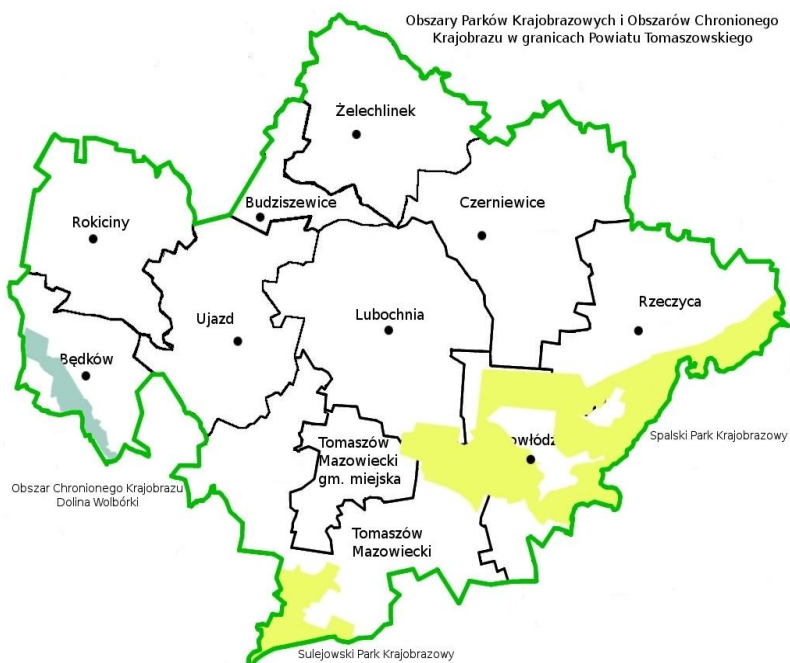 Obszary Parków Krajobrazowych i Obszarów Chronionego
Krajobrazu w granicach Powiatu Tomaszowskiego
Żelechlinek
Budziszewice
Czerniewice
Rokiciny
Rzeczyca
Ujazd
Lubochnia
Będków
Spalski Park Krajobrazowy
Tomaszów
Mazowiecki
gm. miejska
Obszar Chronionego Krajobrazu
Dolina Wolbórki
Tomaszów
Mazowiecki
Sulejowski Park Krajobrazowy